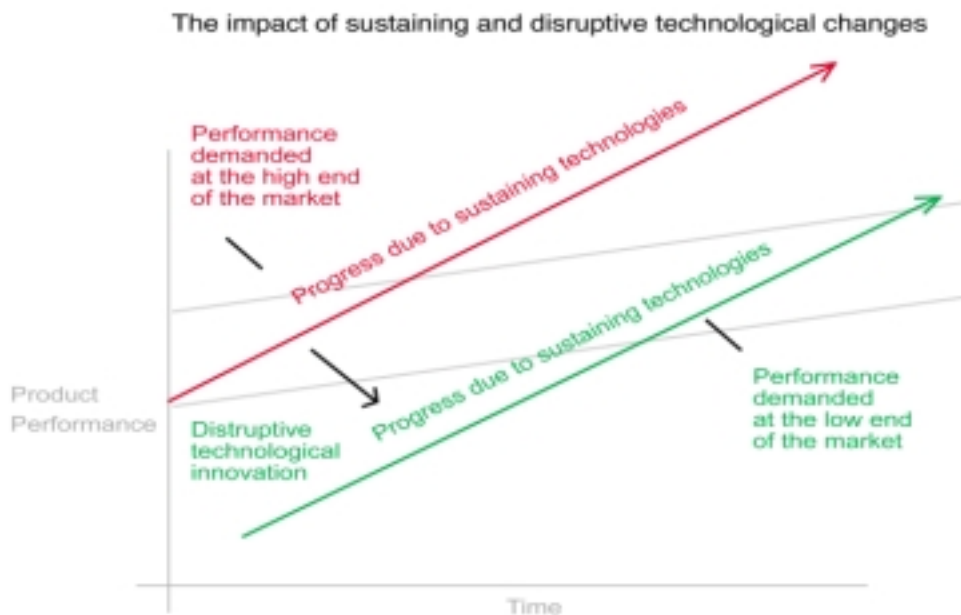 The impact of sustaining and disruptive technological changes
Performance
demanded
at the high end
of the market
Progress due to sustaining technologies
Progress due to sustaining technologies
Product
Performance
Distruptive
technological
innovation
Performance
demanded
at the low end
of the market
Time